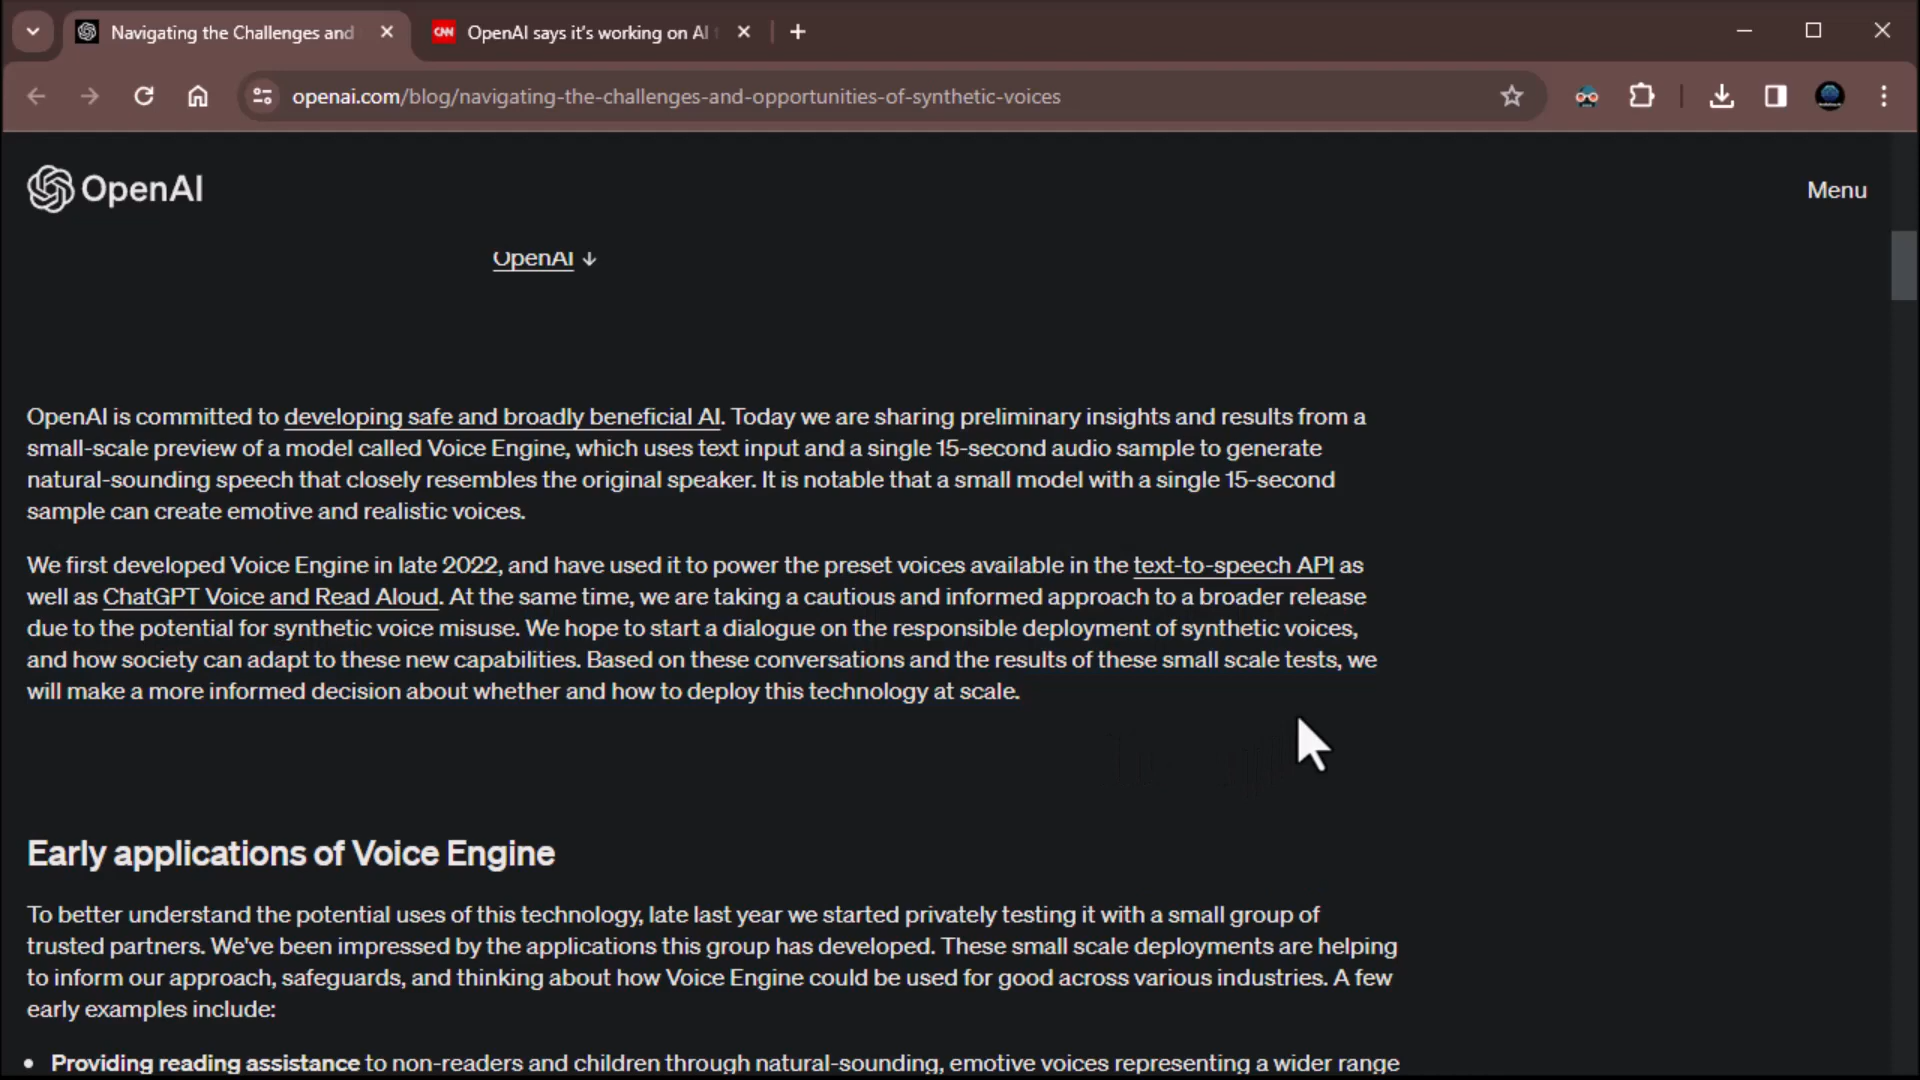 Navigating the Challenges and
CNN
OpenAI says it's working on AI
openai.com/blog/navigating-the-challenges-and-opportunities-of-synthetic-voices
OpenAI
Menu
OpenAI ↓
OpenAI is committed to developing safe and broadly beneficial AI. Today we are sharing preliminary insights and results from a
small-scale preview of a model called Voice Engine, which uses text input and a single 15-second audio sample to generate
natural-sounding speech that closely resembles the original speaker. It is notable that a small model with a single 15-second
sample can create emotive and realistic voices.
We first developed Voice Engine in late 2022, and have used it to power the preset voices available in the text-to-speech API as
well as ChatGPT Voice and Read Aloud. At the same time, we are taking a cautious and informed approach to a broader release
due to the potential for synthetic voice misuse. We hope to start a dialogue on the responsible deployment of synthetic voices,
and how society can adapt to these new capabilities. Based on these conversations and the results of these small scale tests, we
will make a more informed decision about whether and how to deploy this technology at scale.
Early applications of Voice Engine
To better understand the potential uses of this technology, late last year we started privately testing it with a small group of
trusted partners. We've been impressed by the applications this group has developed. These small scale deployments are helping
to inform our approach, safeguards, and thinking about how Voice Engine could be used for good across various industries. A few
early examples include:
• Providing reading assistance to non-readers and children through natural-sounding, emotive voices representing a wider range